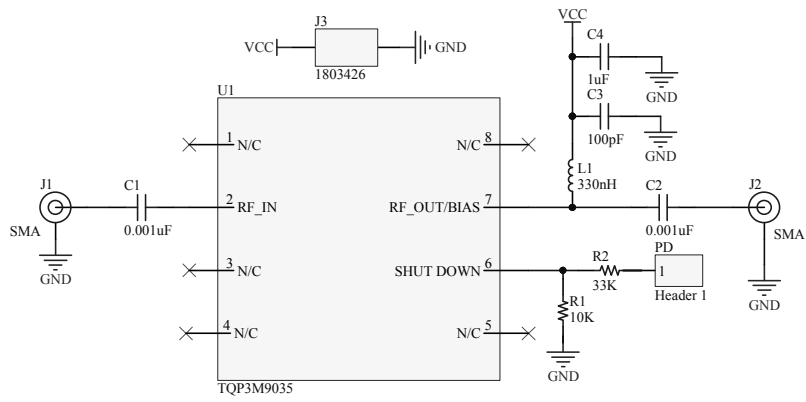 VCC
J3
VCC
GND
1803426
C4
1uF
GND
C3
100pF
GND
U1
1 N/C
N/C 8
L1
330nH
J1
C1
2 RF_IN
RF_OUT/BIAS 7
C2
J2
SMA
0.001uF
0.001uF
SMA
GND
3 N/C
SHUT DOWN 6
R2
33K
PD
1
Header 1
GND
4 N/C
N/C 5
R1
10K
GND
TQP3M9035